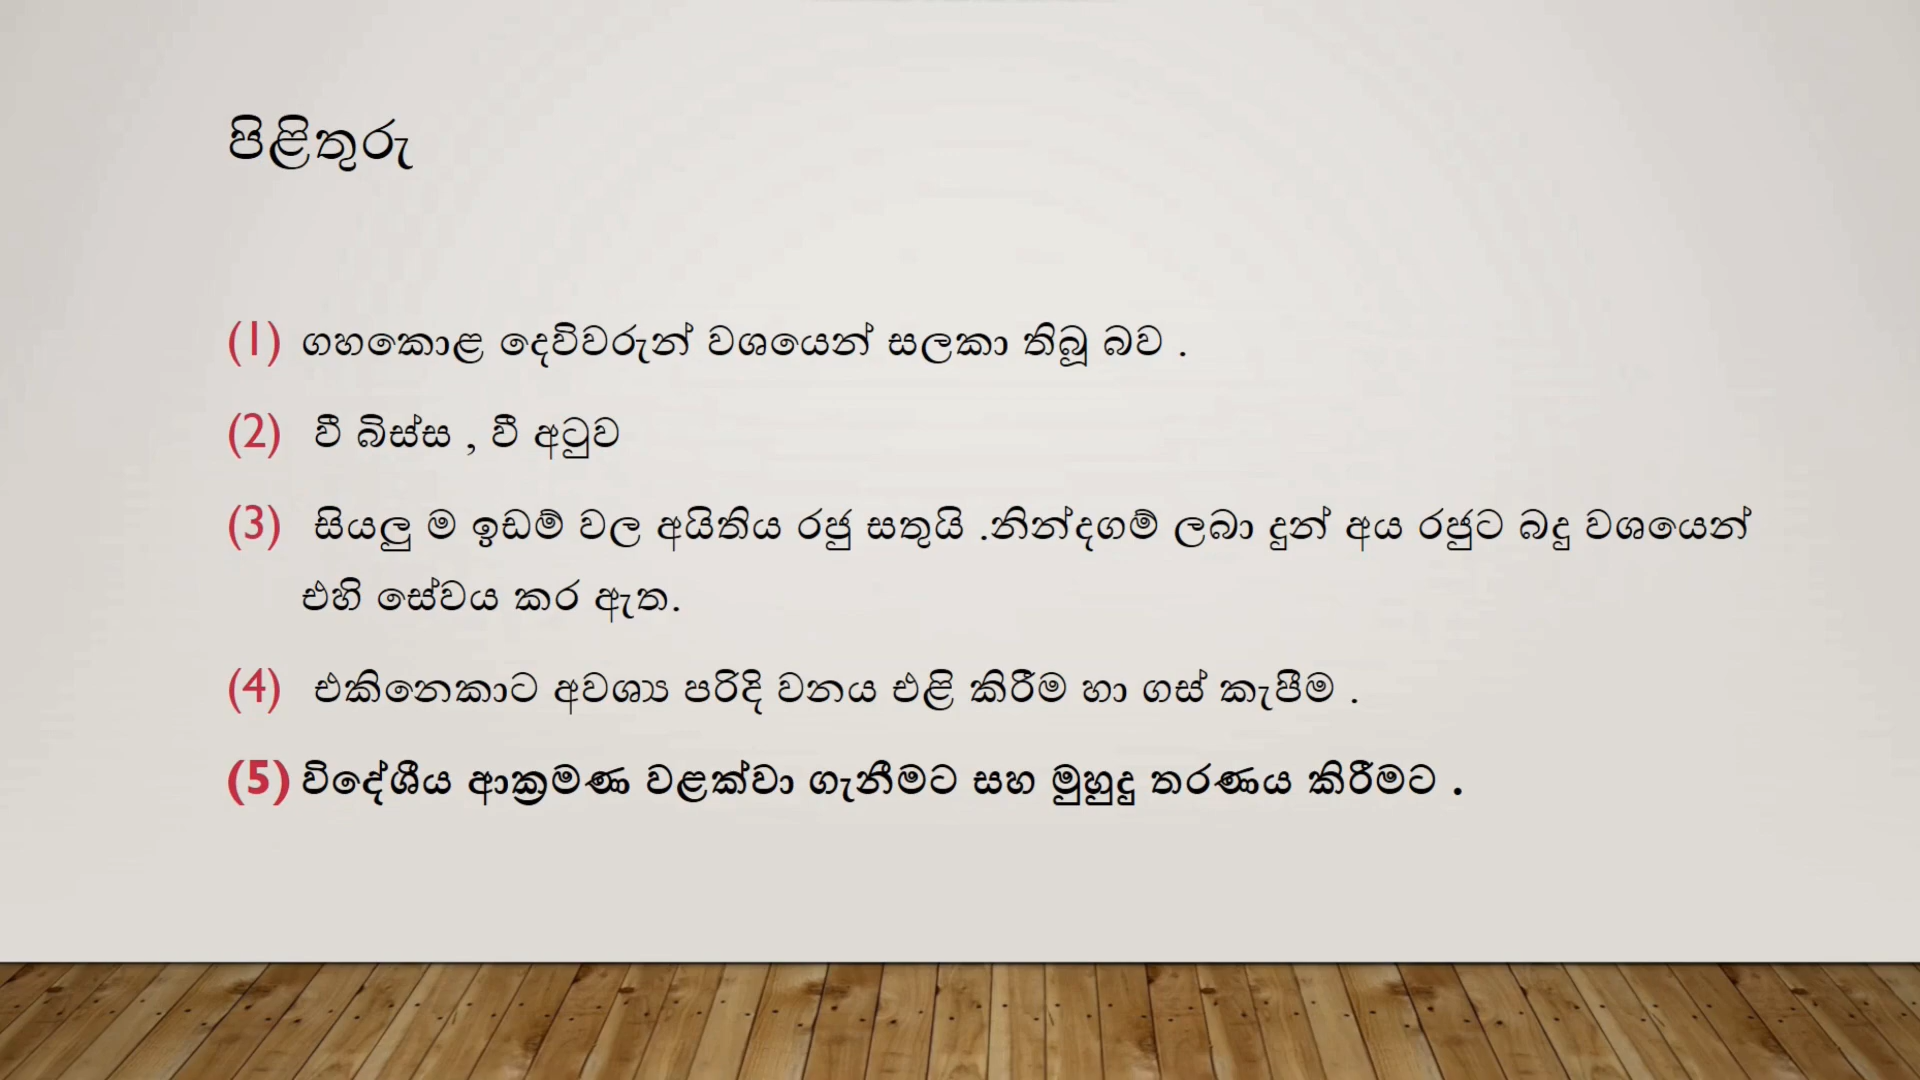 පිළිතුරු
(1) ගහකොළ දෙවිවරුන් වශයෙන් සලකා තිබූ බව .
(2) වී බිස්ස , වී අටුව
(3) සියලු ම ඉඩම් වල අයිතිය රජු සතුයි .නින්දගම් ලබා දුන් අය රජුට බදු වශයෙන්
එහි සේවය කර ඇත.
(4) එකිනෙකාට අවශ්‍ය පරිදි වනය එළි කිරීම හා ගස් කැපීම .
(5) විදේශීය ආක්‍රමණ වළක්වා ගැනීමට සහ මුහුදු තරණය කිරීමට .